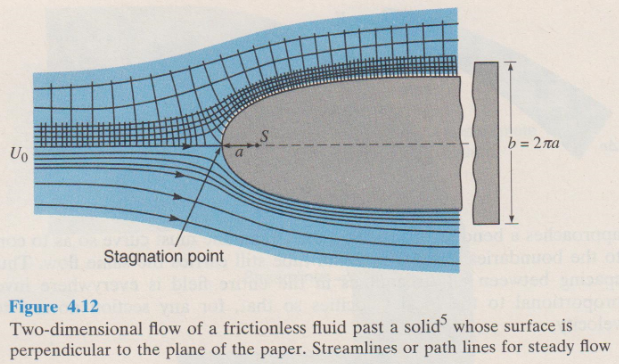 U₀
S
a
b = 2πa
Stagnation point
Figure 4.12
Two-dimensional flow of a frictionless fluid past a solid⁵ whose surface is
perpendicular to the plane of the paper. Streamlines or path lines for steady flow